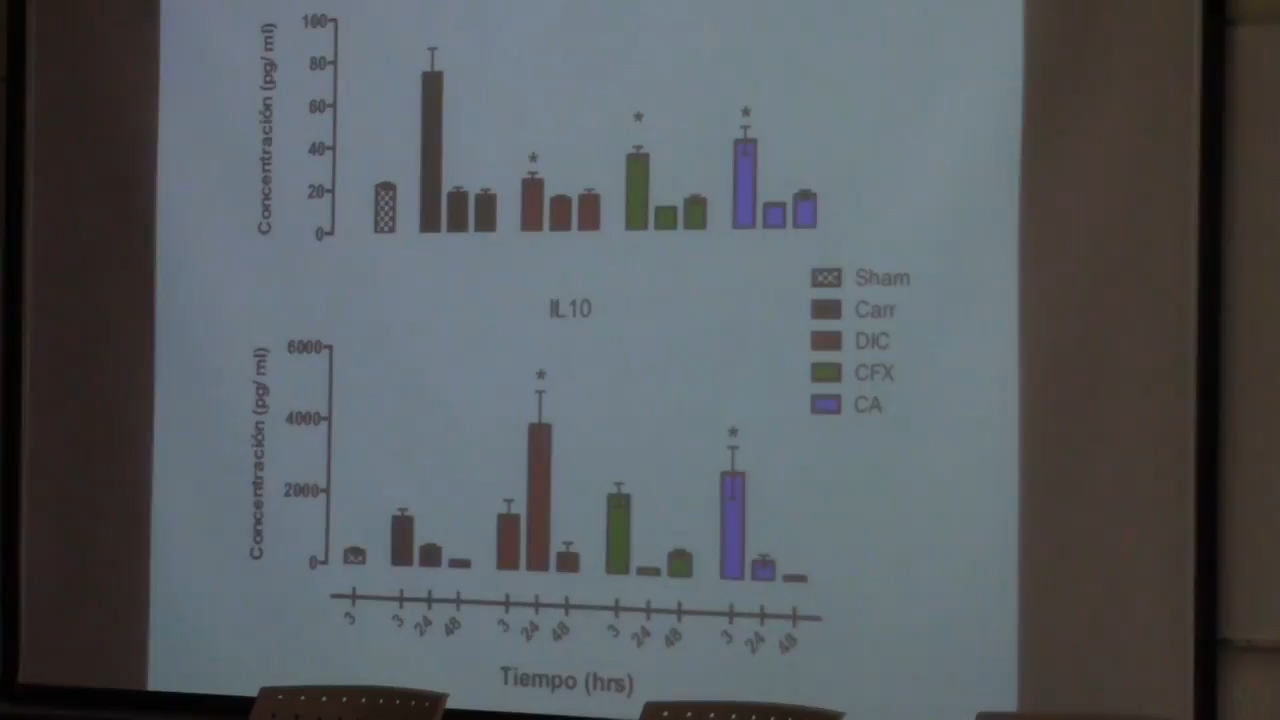 Concentración (pg/ ml)
100
80
60
40
20
0
*
*
*
Sham
Carr
DIC
CFX
CA
IL10
Concentración (pg/ ml)
6000
4000
2000
0
*
*
3 3 24 48 3 24 48 3 24 48 3 24 48
Tiempo (hrs)